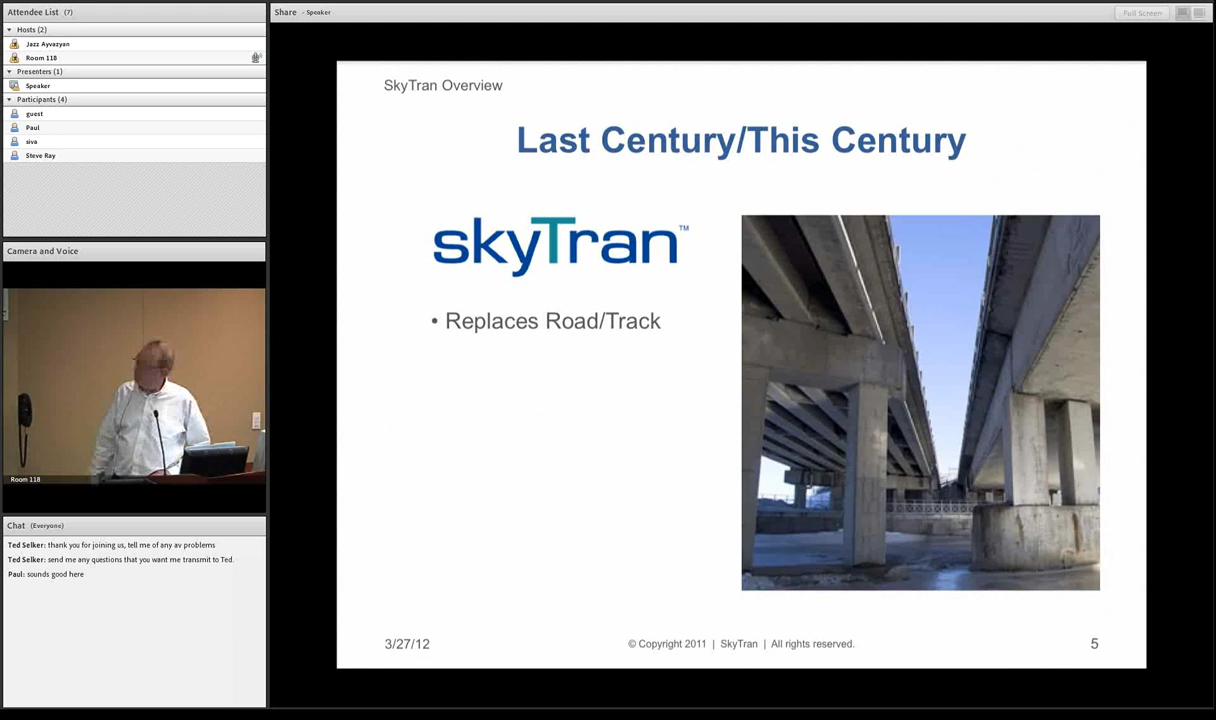 Attendee List (7)
Hosts (2)
Jazz Ayvazyan
Room 118
Presenters (1)
Speaker
Participants (4)
guest
Paul
siva
Steve Ray
Camera and Voice
Room 118
Chat (Everyone)
Ted Selker: thank you for joining us, tell me of any av problems
Ted Selker: send me any questions that you want me transmit to Ted.
Paul: sounds good here
Share - Speaker
Full Screen
SkyTran Overview
Last Century/This Century
skyTran™
• Replaces Road/Track
3/27/12
© Copyright 2011 | SkyTran | All rights reserved.
5